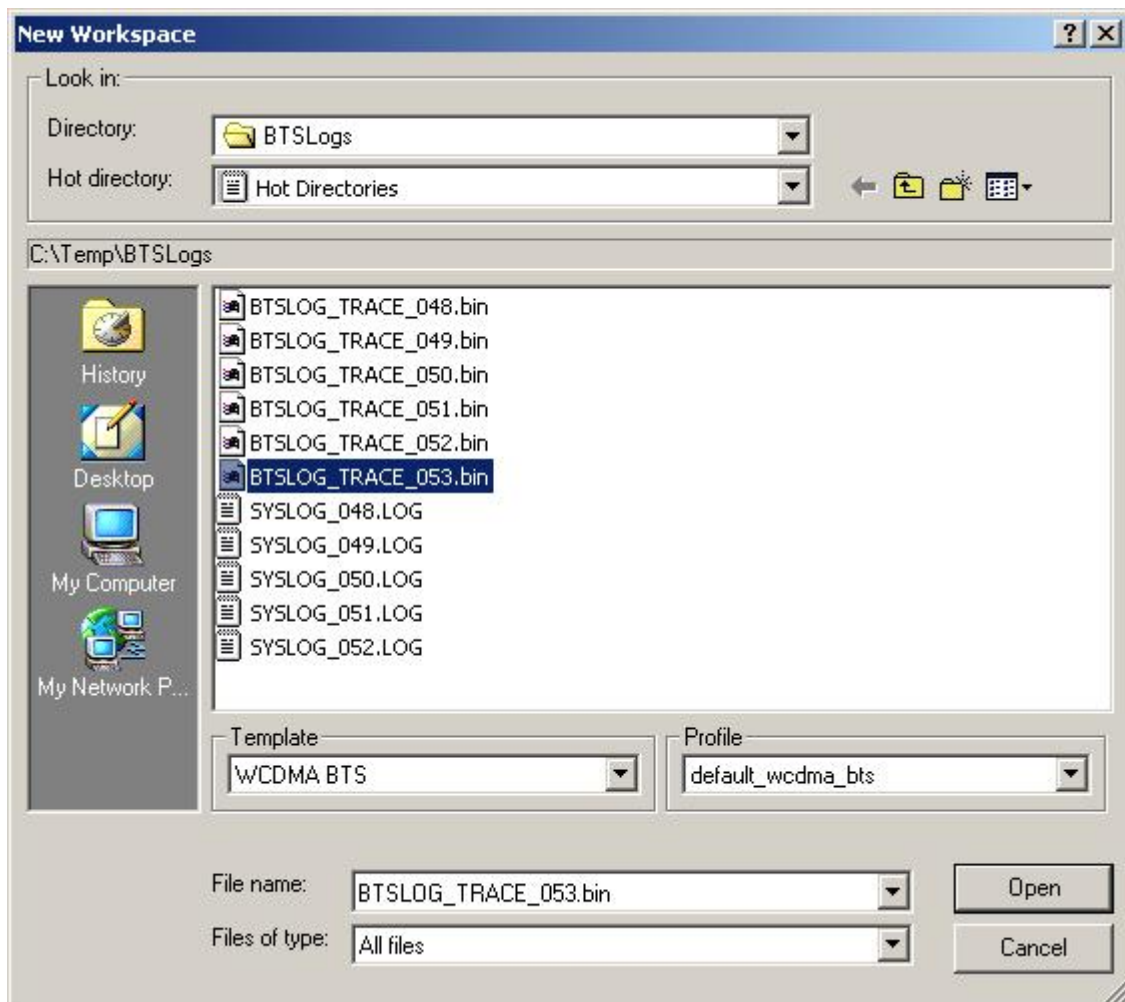 New Workspace
Look in:
Directory: BTSLogs
Hot directory: Hot Directories
C:\Temp\BTSLogs
History
Desktop
My Computer
My Network P...
BTSLOG_TRACE_048.bin
BTSLOG_TRACE_049.bin
BTSLOG_TRACE_050.bin
BTSLOG_TRACE_051.bin
BTSLOG_TRACE_052.bin
BTSLOG_TRACE_053.bin
SYSLOG_048.LOG
SYSLOG_049.LOG
SYSLOG_050.LOG
SYSLOG_051.LOG
SYSLOG_052.LOG
Template
WCDMA BTS
Profile
default_wcdma_bts
File name: BTSLOG_TRACE_053.bin
Open
Files of type: All files
Cancel